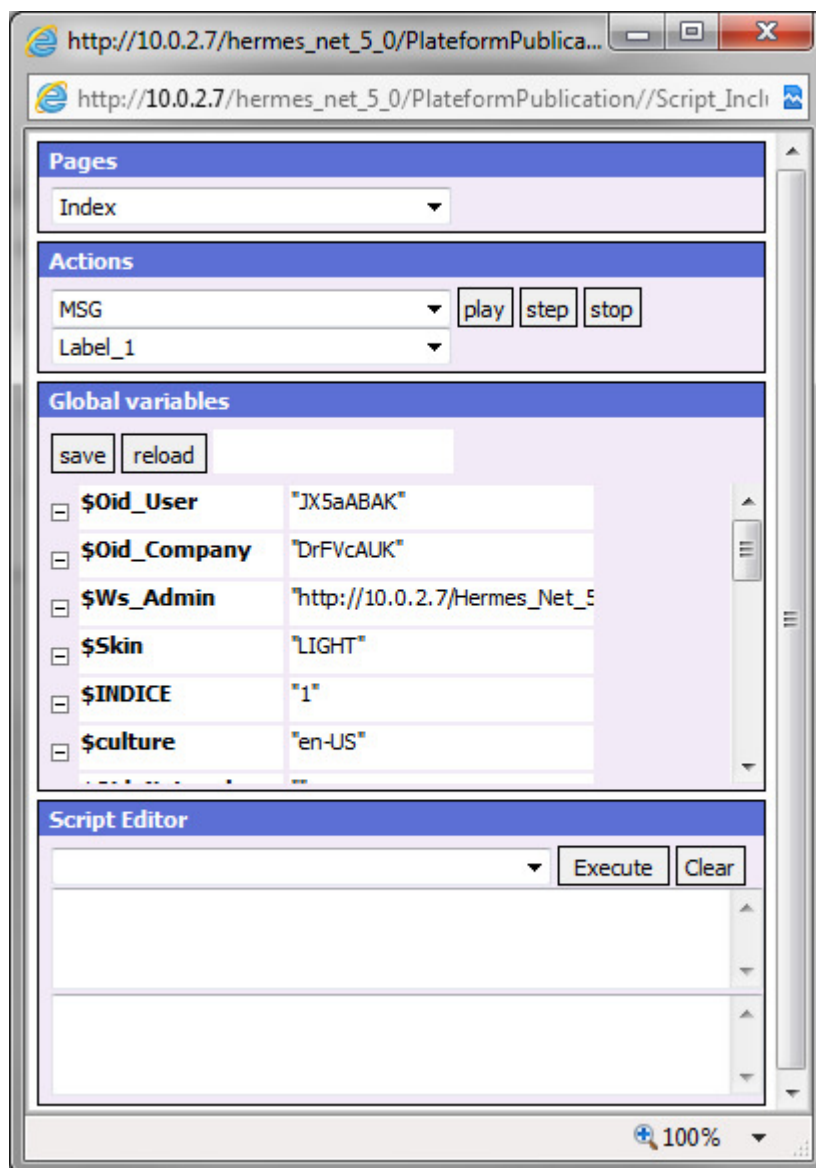 http://10.0.2.7/hermes_net_5_0/PlateformPublica...
http://10.0.2.7/hermes_net_5_0/PlateformPublication//Script_Incl
Pages
Index
Actions
MSG play step stop
Label_1
Global variables
save reload
$Oid_User "JX5aABAK"
$Oid_Company "DrFVcAUK"
$Ws_Admin "http://10.0.2.7/Hermes_Net_5
$Skin "LIGHT"
$INDICE "1"
$culture "en-US"
Script Editor
Execute Clear
100%